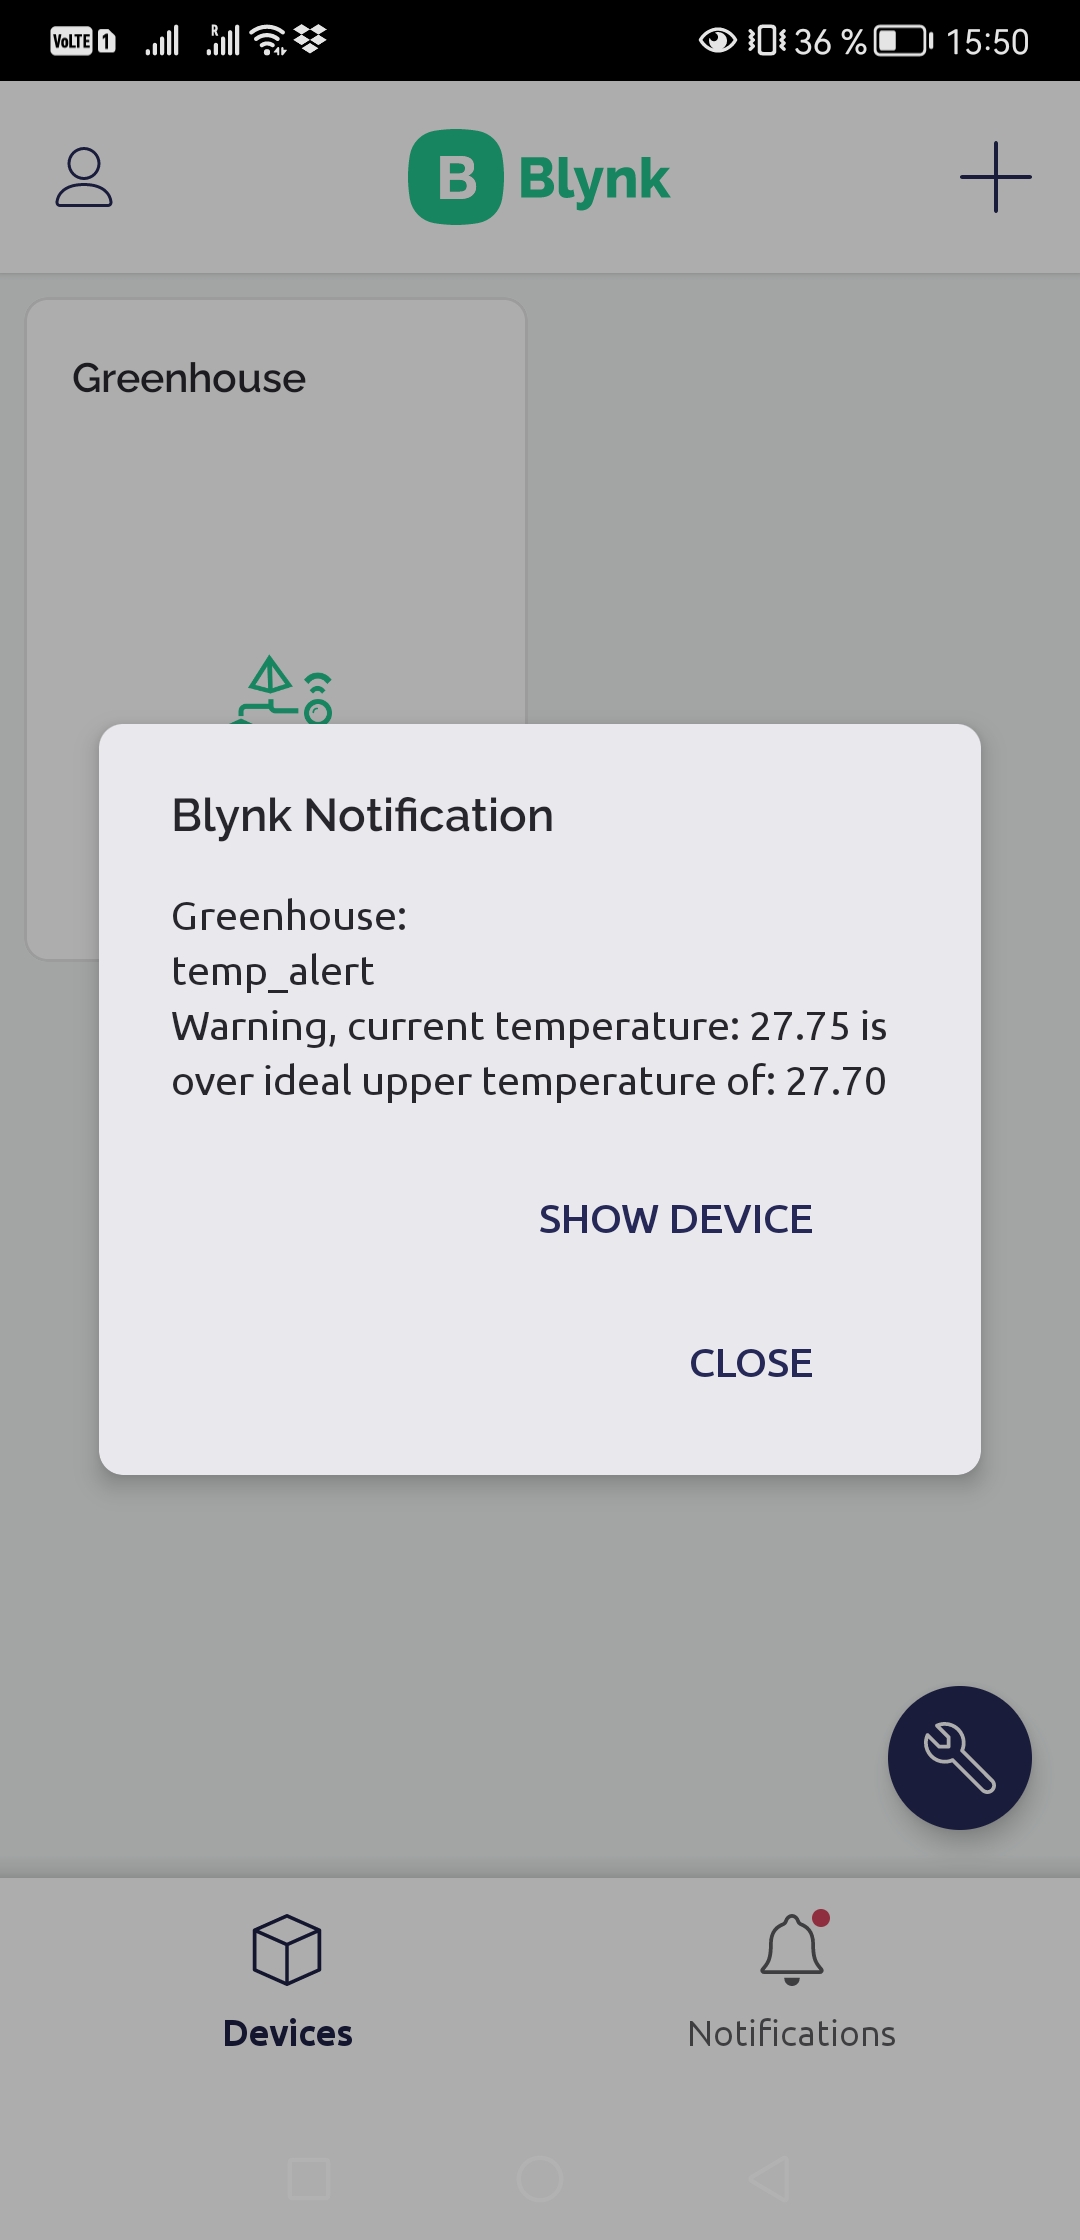 VoLTE 1 R 36 % 15:50
B Blynk
Greenhouse
Blynk Notification
Greenhouse:
temp_alert
Warning, current temperature: 27.75 is
over ideal upper temperature of: 27.70
SHOW DEVICE
CLOSE
Devices Notifications